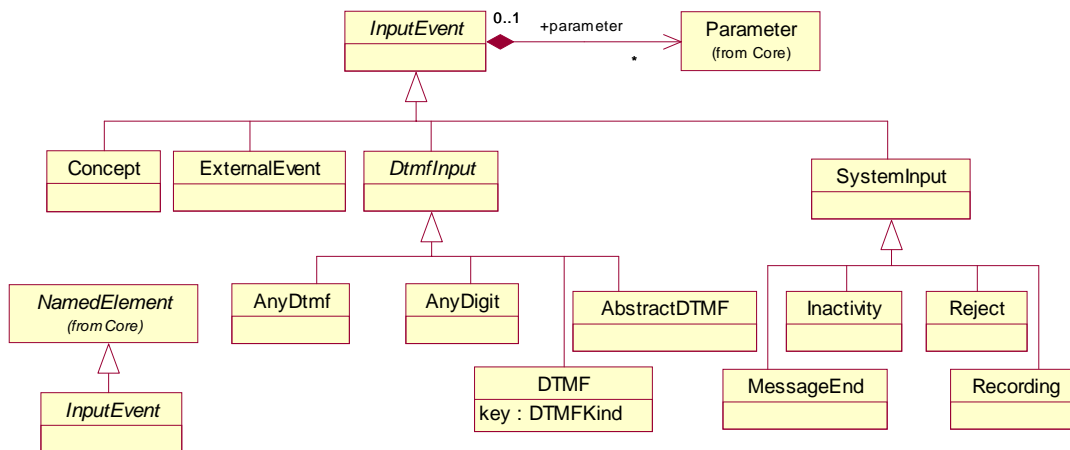 InputEvent
0..1
+parameter
*
Parameter
(from Core)
Concept
ExternalEvent
DtmfInput
SystemInput
NamedElement
(from Core)
InputEvent
AnyDtmf
AnyDigit
AbstractDTMF
DTMF
key : DTMFKind
Inactivity
Reject
MessageEnd
Recording